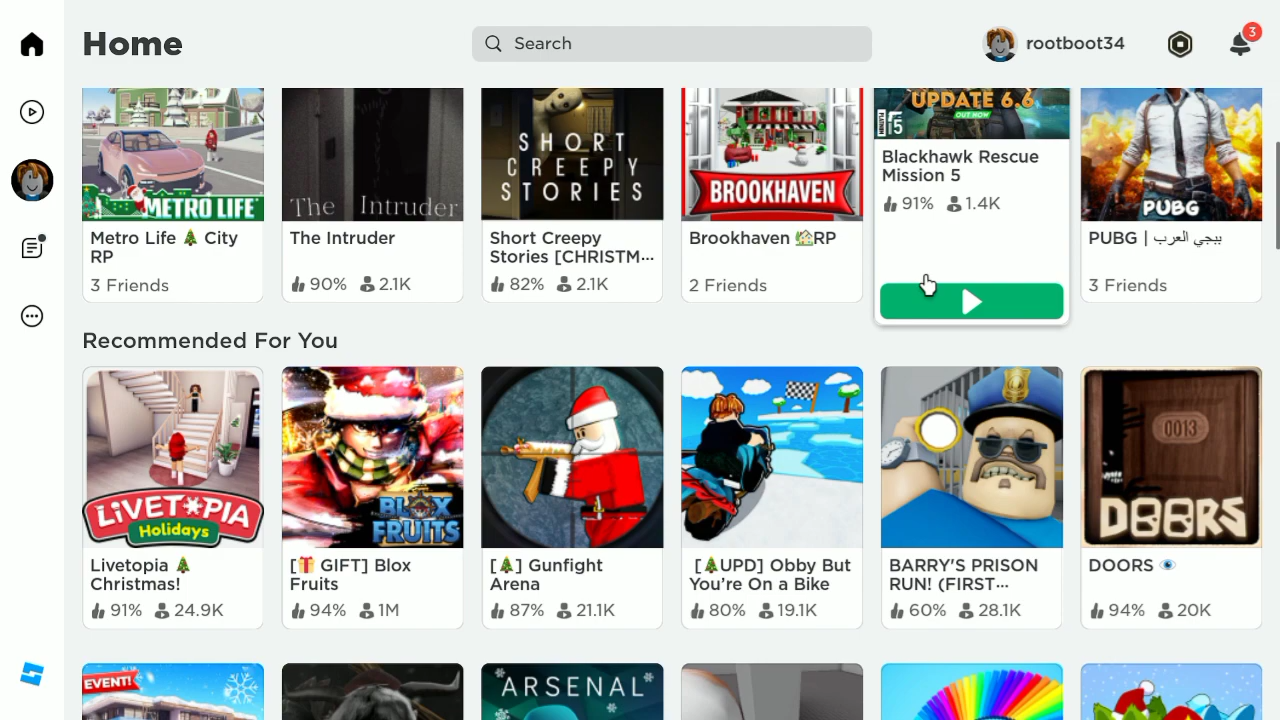 Home
Search
rootboot34
3
METRO LIFE
The Intruder
SHORT
CREEPY
STORIES
BROOKHAVEN
UPDATE 6.6
OUT NOW
PLATINUM
F5
PUBG
Metro Life 🎄 City
RP
3 Friends
The Intruder
90% 2.1K
Short Creepy
Stories [CHRISTM...
82% 2.1K
Brookhaven 🏡RP
2 Friends
Blackhawk Rescue
Mission 5
91% 1.4K
PUBG | ببجي العرب
3 Friends
Recommended For You
LIVETOPIA
Holidays
BLOX
FRUITS
0013
DOORS
Livetopia 🎄
Christmas!
91% 24.9K
[🎁 GIFT] Blox
Fruits
94% 1M
[🎄] Gunfight
Arena
87% 21.1K
[🎄UPD] Obby But
You're On a Bike
80% 19.1K
BARRY'S PRISON
RUN! (FIRST...
60% 28.1K
DOORS 👁️
94% 20K
EVENT!
ARSENAL